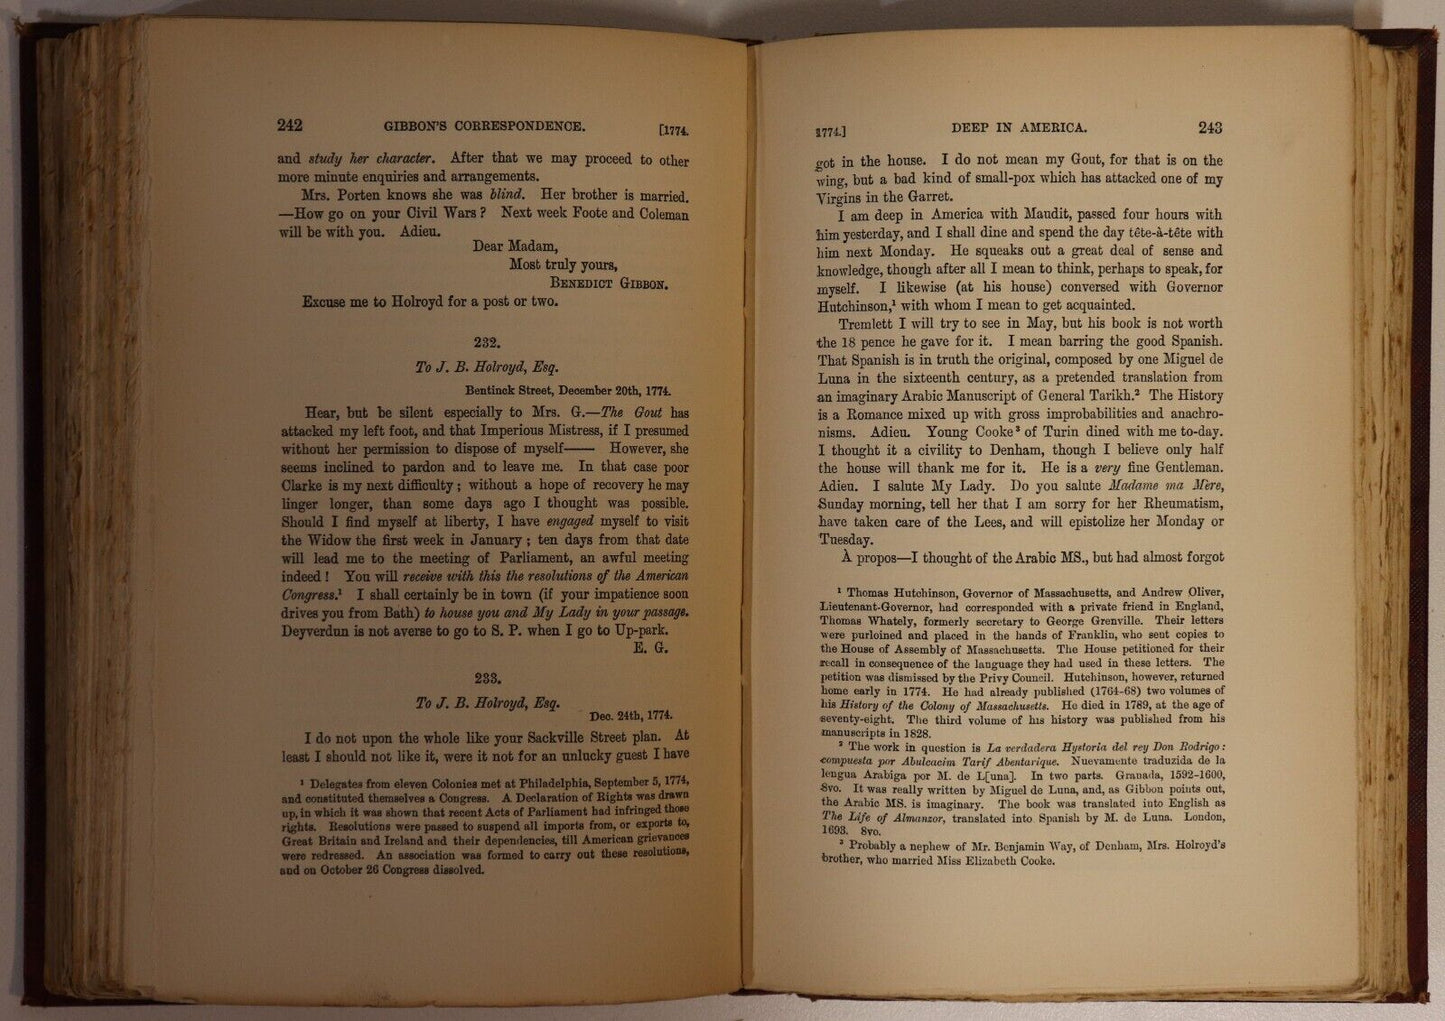 242 GIBBON'S CORRESPONDENCE. [1774.
and study her character. After that we may proceed to other
more minute enquiries and arrangements.
Mrs. Porten knows she was blind. Her brother is married.
—How go on your Civil Wars? Next week Foote and Coleman
will be with you. Adieu.
Dear Madam,
Most truly yours,
BENEDICT GIBBON.
Excuse me to Holroyd for a post or two.
232.
To J. B. Holroyd, Esq.
Bentinck Street, December 20th, 1774.
Hear, but be silent especially to Mrs. G.—The Gout has
attacked my left foot, and that Imperious Mistress, if I presumed
without her permission to dispose of myself—— However, she
seems inclined to pardon and to leave me. In that case poor
Clarke is my next difficulty; without a hope of recovery he may
linger longer, than some days ago I thought was possible.
Should I find myself at liberty, I have engaged myself to visit
the Widow the first week in January; ten days from that date
will lead me to the meeting of Parliament, an awful meeting
indeed! You will receive with this the resolutions of the American
Congress.¹ I shall certainly be in town (if your impatience soon
drives you from Bath) to house you and My Lady in your passage.
Deyverdun is not averse to go to S. P. when I go to Up-park.
E. G.
233.
To J. B. Holroyd, Esq.
Dec. 24th, 1774.
I do not upon the whole like your Sackville Street plan. At
least I should not like it, were it not for an unlucky guest I have
¹ Delegates from eleven Colonies met at Philadelphia, September 5, 1774,
and constituted themselves a Congress. A Declaration of Rights was drawn
up, in which it was shown that recent Acts of Parliament had infringed those
rights. Resolutions were passed to suspend all imports from, or exports to,
Great Britain and Ireland and their dependencies, till American grievances
were redressed. An association was formed to carry out these resolutions,
and on October 26 Congress dissolved.
1774.] DEEP IN AMERICA. 243
got in the house. I do not mean my Gout, for that is on the
wing, but a bad kind of small-pox which has attacked one of my
Virgins in the Garret.
I am deep in America with Maudit, passed four hours with
him yesterday, and I shall dine and spend the day tête-à-tête with
him next Monday. He squeaks out a great deal of sense and
knowledge, though after all I mean to think, perhaps to speak, for
myself. I likewise (at his house) conversed with Governor
Hutchinson,¹ with whom I mean to get acquainted.
Tremlett I will try to see in May, but his book is not worth
the 18 pence he gave for it. I mean barring the good Spanish.
That Spanish is in truth the original, composed by one Miguel de
Luna in the sixteenth century, as a pretended translation from
an imaginary Arabic Manuscript of General Tarikh.² The History
is a Romance mixed up with gross improbabilities and anachro-
nisms. Adieu. Young Cooke³ of Turin dined with me to-day.
I thought it a civility to Denham, though I believe only half
the house will thank me for it. He is a very fine Gentleman.
Adieu. I salute My Lady. Do you salute Madame ma Mère,
Sunday morning, tell her that I am sorry for her Rheumatism,
have taken care of the Lees, and will epistolize her Monday or
Tuesday.
À propos—I thought of the Arabic MS., but had almost forgot
¹ Thomas Hutchinson, Governor of Massachusetts, and Andrew Oliver,
Lieutenant-Governor, had corresponded with a private friend in England,
Thomas Whately, formerly secretary to George Grenville. Their letters
were purloined and placed in the hands of Franklin, who sent copies to
the House of Assembly of Massachusetts. The House petitioned for their
recall in consequence of the language they had used in these letters. The
petition was dismissed by the Privy Council. Hutchinson, however, returned
home early in 1774. He had already published (1764-68) two volumes of
his History of the Colony of Massachusetts. He died in 1789, at the age of
seventy-eight. The third volume of his history was published from his
manuscripts in 1828.
² The work in question is La verdadera Hystoria del rey Don Rodrigo:
compuesta por Abulcacim Tarif Abentarique. Nuevamente traduzida de la
lengua Arabiga por M. de L[una]. In two parts. Granada, 1592-1600,
8vo. It was really written by Miguel de Luna, and, as Gibbon points out,
the Arabic MS. is imaginary. The book was translated into English as
The Life of Almanzor, translated into Spanish by M. de Luna. London,
1693. 8vo.
³ Probably a nephew of Mr. Benjamin Way, of Denham, Mrs. Holroyd's
brother, who married Miss Elizabeth Cooke.